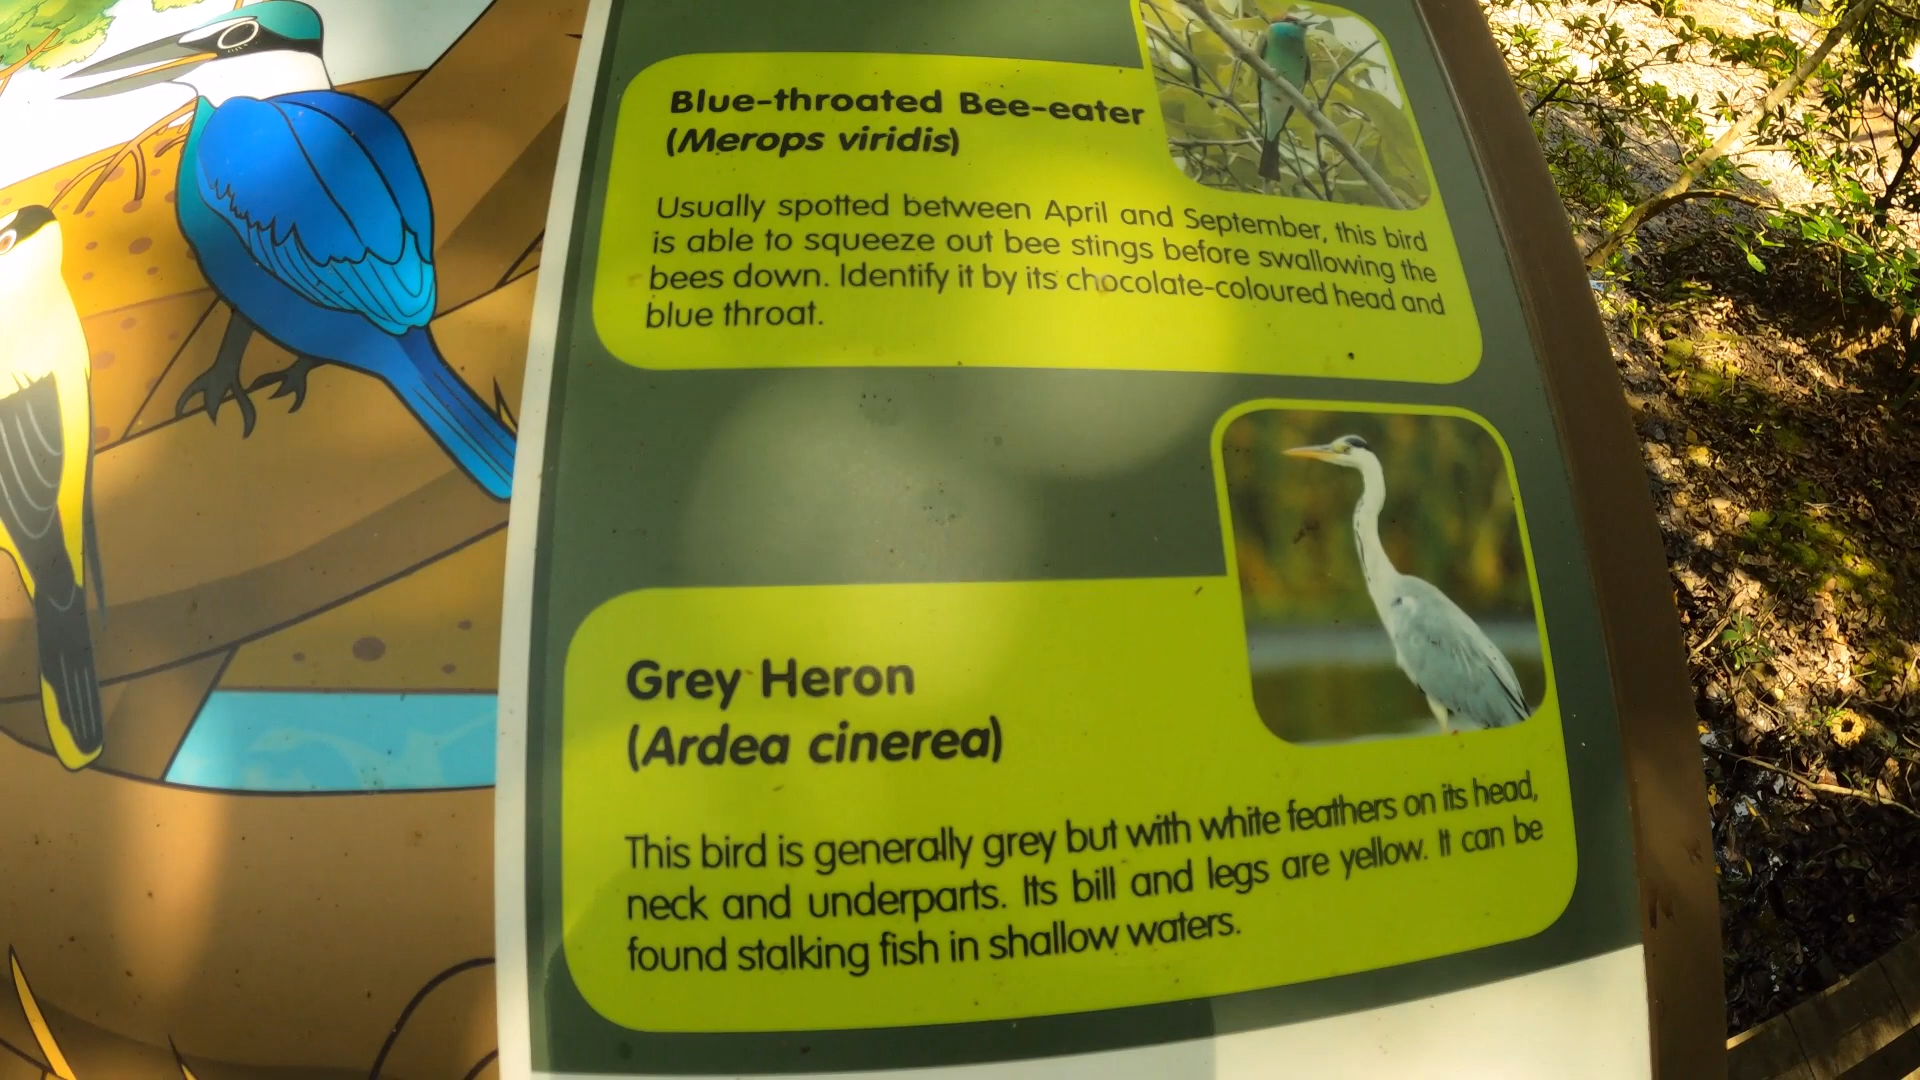 Blue-throated Bee-eater
(Merops viridis)
Usually spotted between April and September, this bird
is able to squeeze out bee stings before swallowing the
bees down. Identify it by its chocolate-coloured head and
blue throat.
Grey Heron
(Ardea cinerea)
This bird is generally grey but with white feathers on its head,
neck and underparts. Its bill and legs are yellow. It can be
found stalking fish in shallow waters.